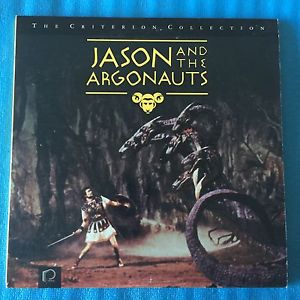 THE CRITERION COLLECTION
JASON AND THE
ARGONAUTS